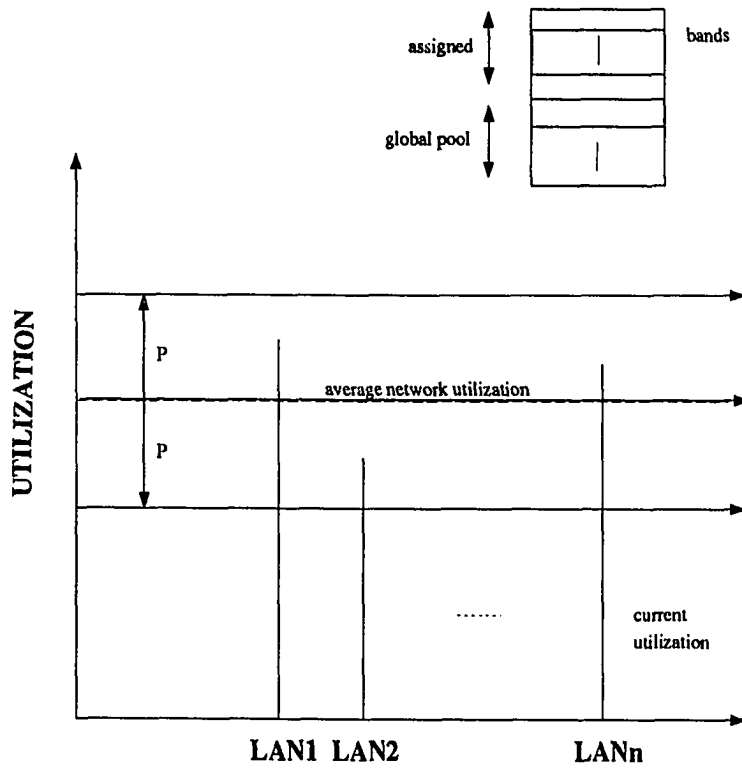 assigned
bands
global pool
UTILIZATION
P
average network utilization
P
current
utilization
LAN1 LAN2 LANn